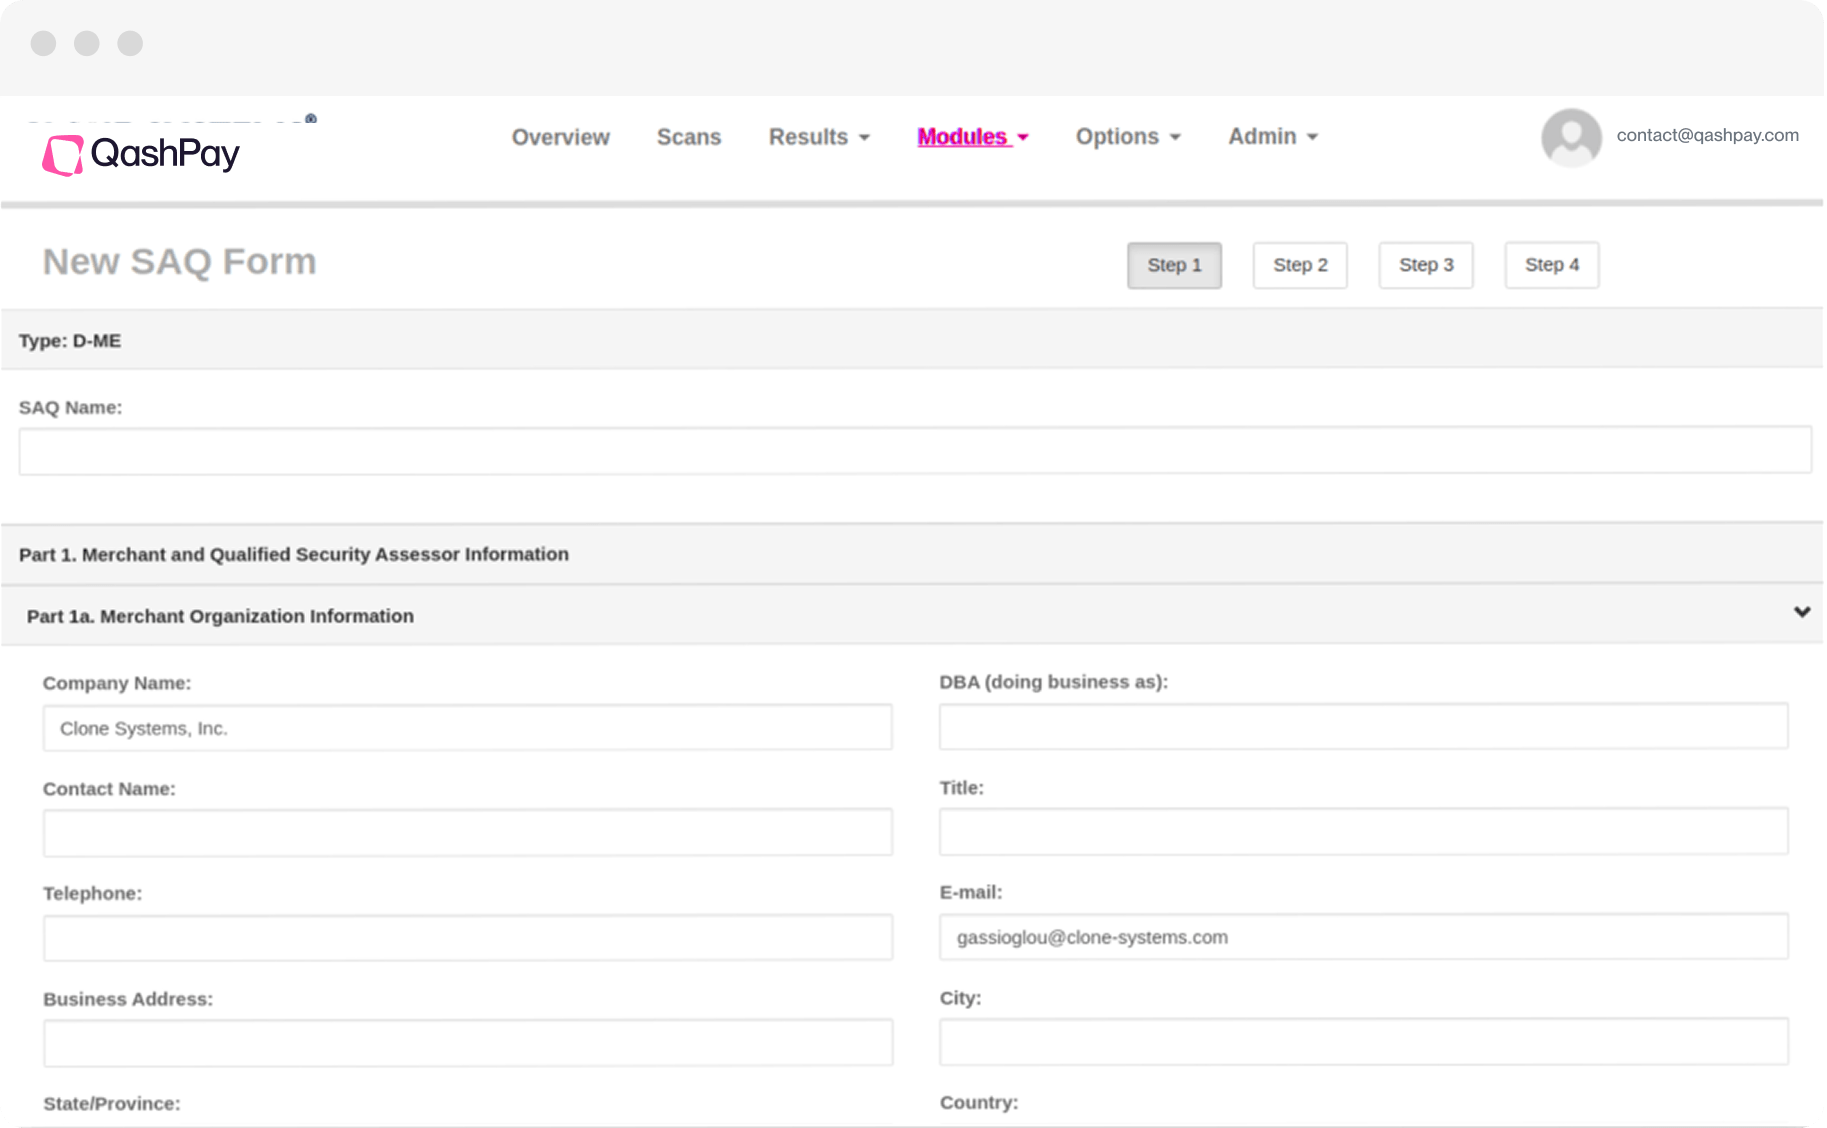 QashPay
Overview Scans Results Modules Options Admin
contact@qashpay.com
New SAQ Form
Step 1 Step 2 Step 3 Step 4
Type: D-ME
SAQ Name:
Part 1. Merchant and Qualified Security Assessor Information
Part 1a. Merchant Organization Information
Company Name: DBA (doing business as):
Clone Systems, Inc.
Contact Name: Title:
Telephone: E-mail:
gassioglou@clone-systems.com
Business Address: City:
State/Province: Country: